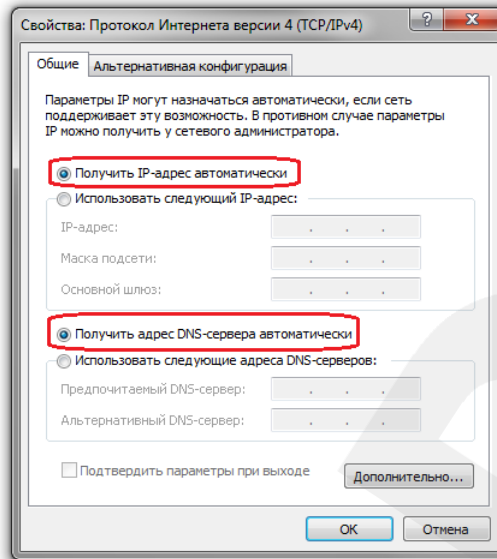 Свойства: Протокол Интернета версии 4 (TCP/IPv4)
Общие
Альтернативная конфигурация
Параметры IP могут назначаться автоматически, если сеть
поддерживает эту возможность. В противном случае параметры
IP можно получить у сетевого администратора.
Получить IP-адрес автоматически
Использовать следующий IP-адрес:
IP-адрес:
Маска подсети:
Основной шлюз:
Получить адрес DNS-сервера автоматически
Использовать следующие адреса DNS-серверов:
Предпочитаемый DNS-сервер:
Альтернативный DNS-сервер:
Подтвердить параметры при выходе
Дополнительно...
ОК
Отмена